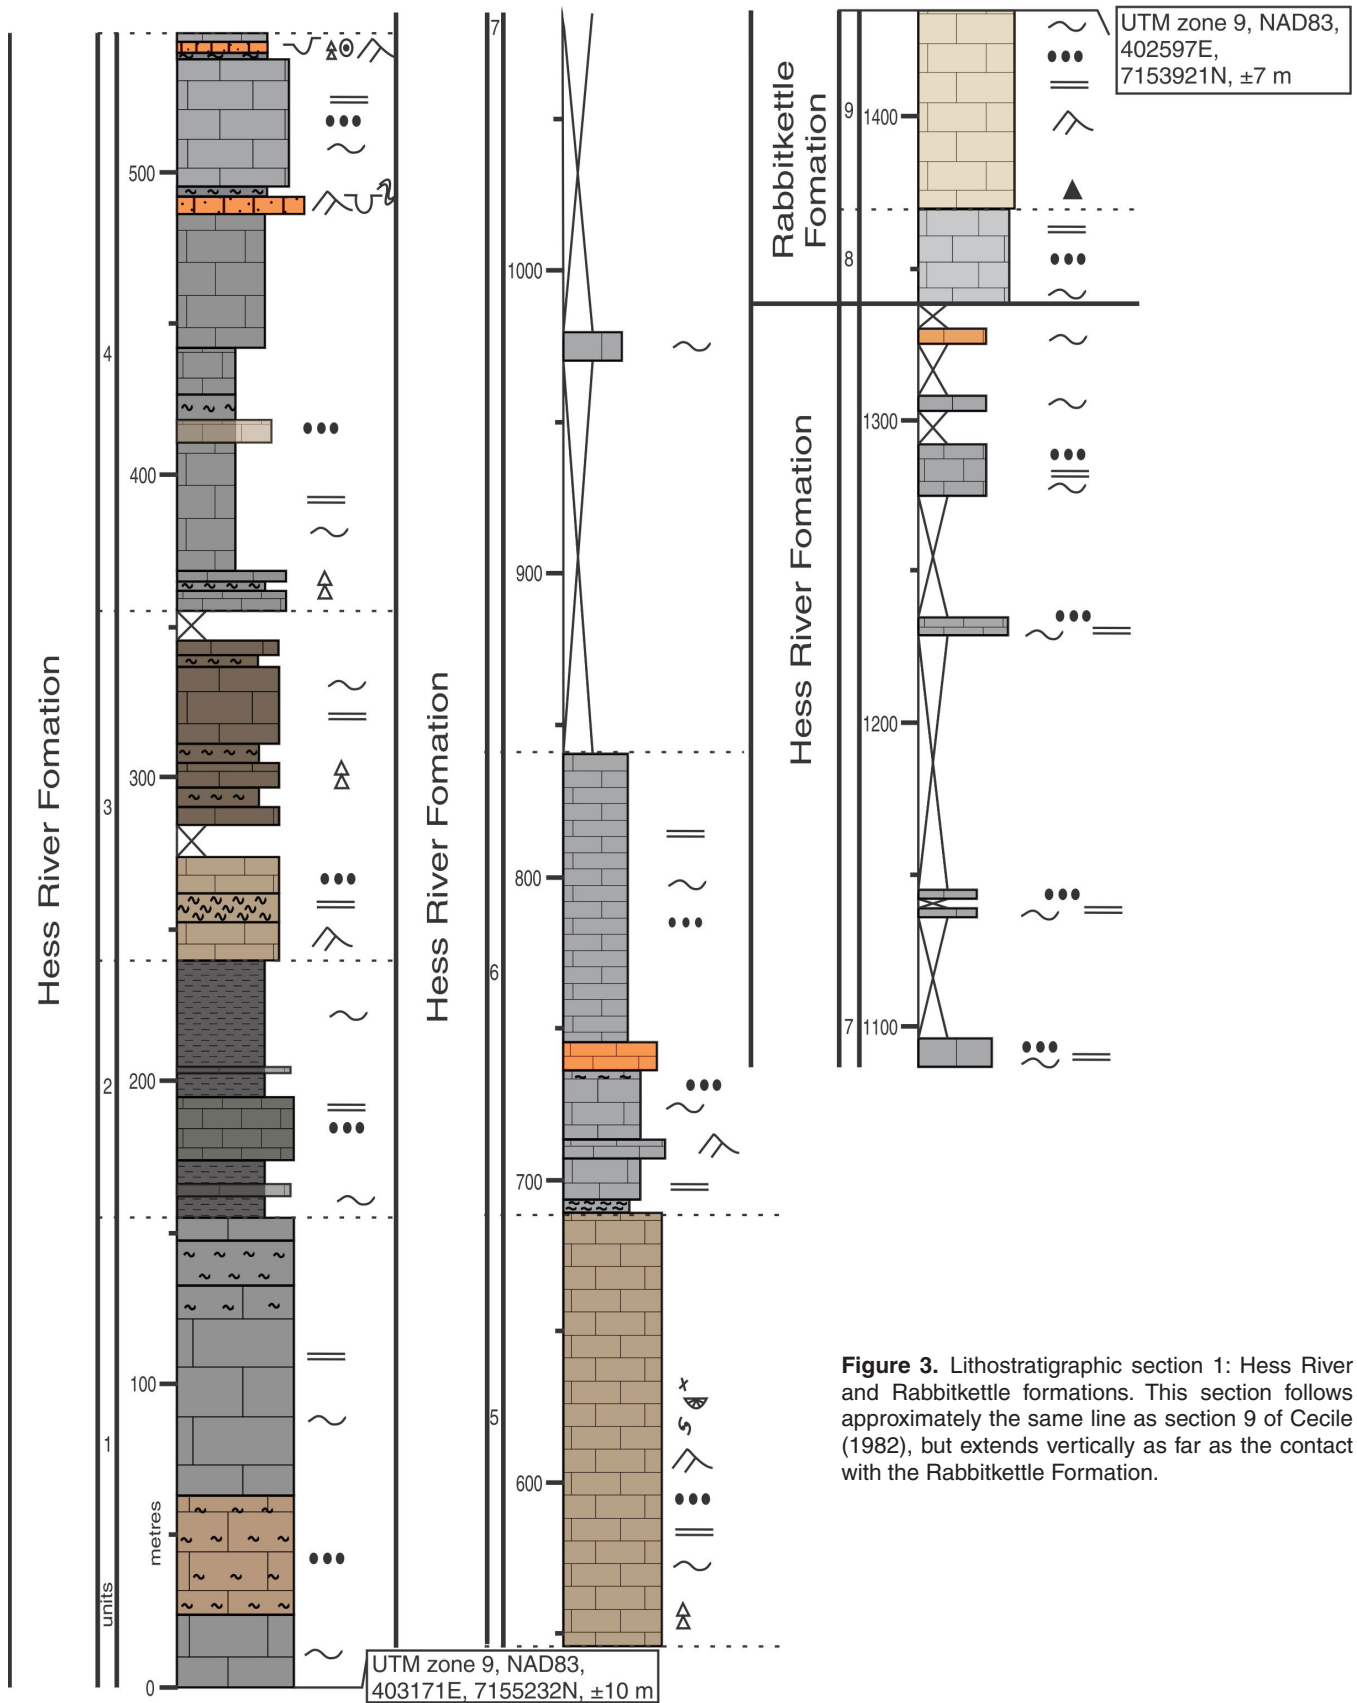 Hess River Fomation
units
metres
1
2
3
4
0
100
200
300
400
500
UTM zone 9, NAD83,
403171E, 7155232N, ±10 m
Hess River Fomation
5
6
7
600
700
800
900
1000
Rabbitkettle
Fomation
Hess River Fomation
7
8
9
1100
1200
1300
1400
UTM zone 9, NAD83,
402597E,
7153921N, ±7 m
Figure 3. Lithostratigraphic section 1: Hess River
and Rabbitkettle formations. This section follows
approximately the same line as section 9 of Cecile
(1982), but extends vertically as far as the contact
with the Rabbitkettle Formation.